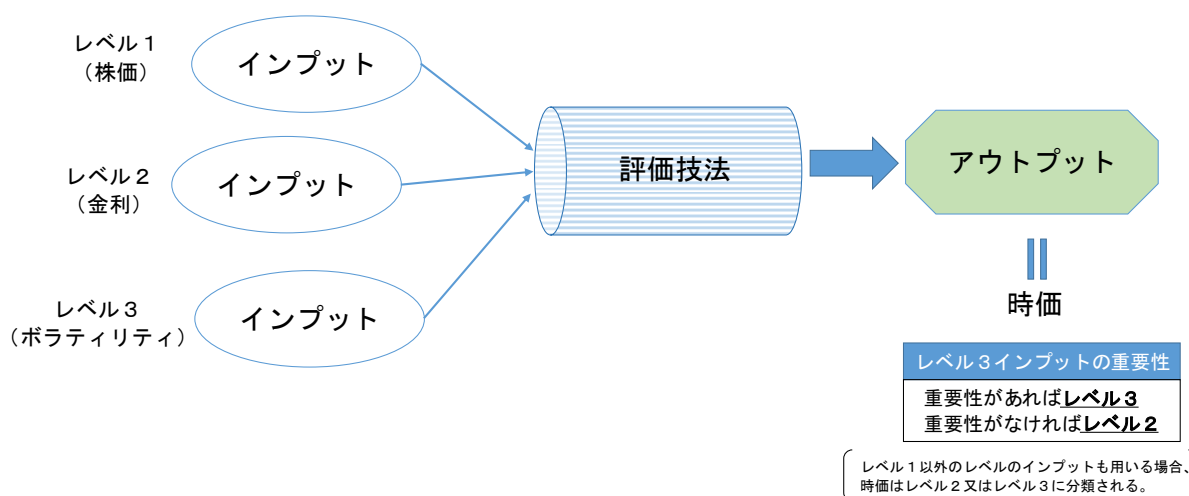 レベル１
（株価）
インプット
レベル２
（金利）
インプット
レベル３
（ボラティリティ）
インプット
評価技法
アウトプット
時価
レベル３インプットの重要性
重要性があればレベル３
重要性がなければレベル２
レベル１以外のレベルのインプットも用いる場合、
時価はレベル２又はレベル３に分類される。